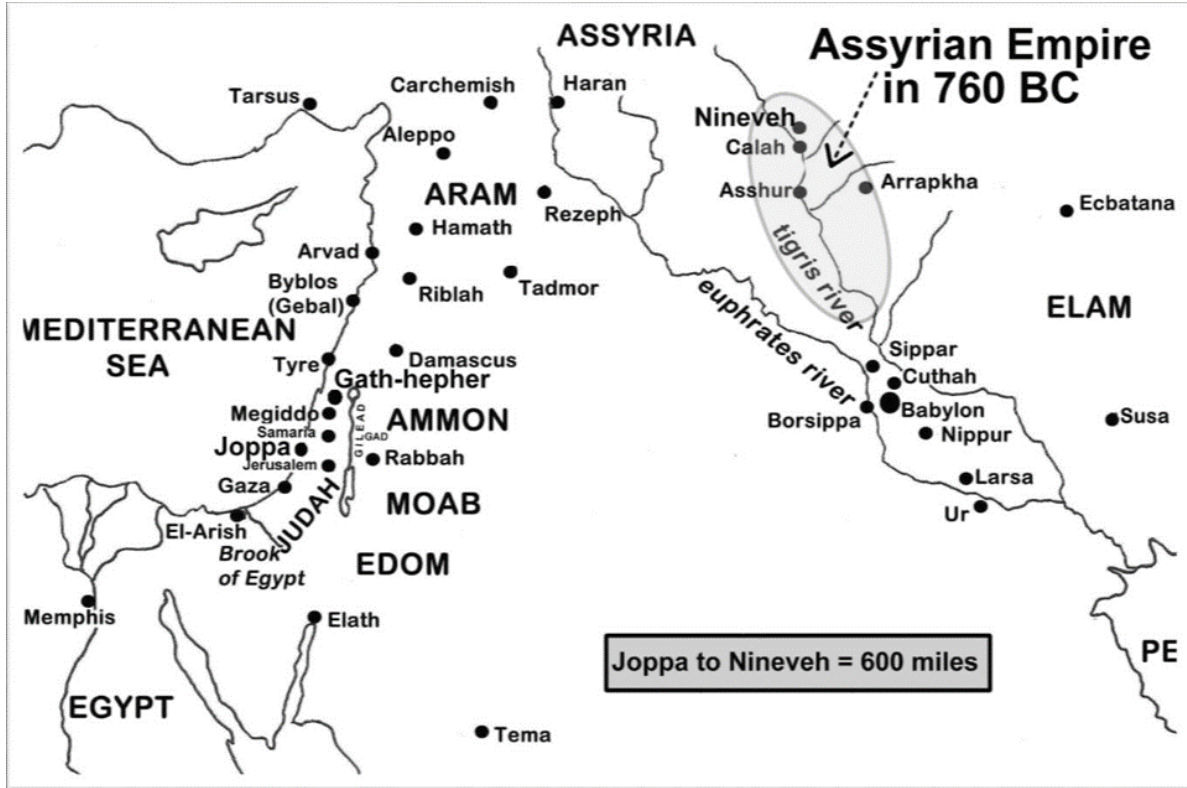 ASSYRIA
Assyrian Empire
in 760 BC
Tarsus
Carchemish
Haran
Nineveh
Aleppo
Calah
ARAM
Asshur
Arrapkha
Rezeph
Ecbatana
Hamath
Arvad
tigris river
Byblos
(Gebal)
Riblah
Tadmor
euphrates river
ELAM
MEDITERRANEAN
SEA
Tyre
Damascus
Sippar
Gath-hepher
Cuthah
Megiddo
AMMON
Borsippa
Babylon
Susa
Samaria
GILEAD
GAD
Joppa
Nippur
Jerusalem
Rabbah
Gaza
JUDAH
MOAB
Larsa
Ur
El-Arish
Brook
of Egypt
EDOM
Memphis
Elath
Joppa to Nineveh = 600 miles
PE
EGYPT
Tema